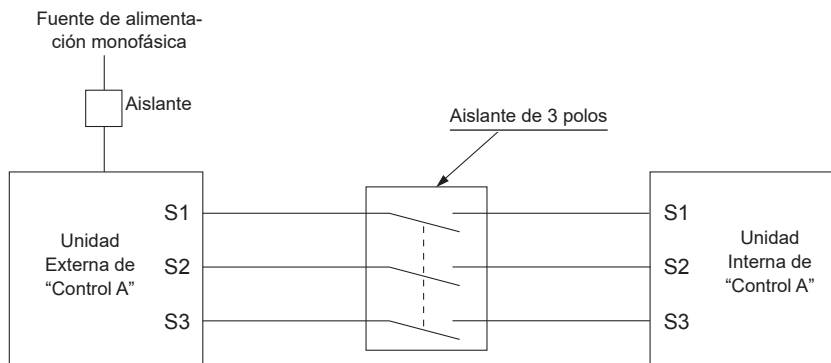 Fuente de alimenta-
ción monofásica
Aislante
Aislante de 3 polos
Unidad
Externa de
“Control A”
S1
S2
S3
S1
S2
S3
Unidad
Interna de
“Control A”